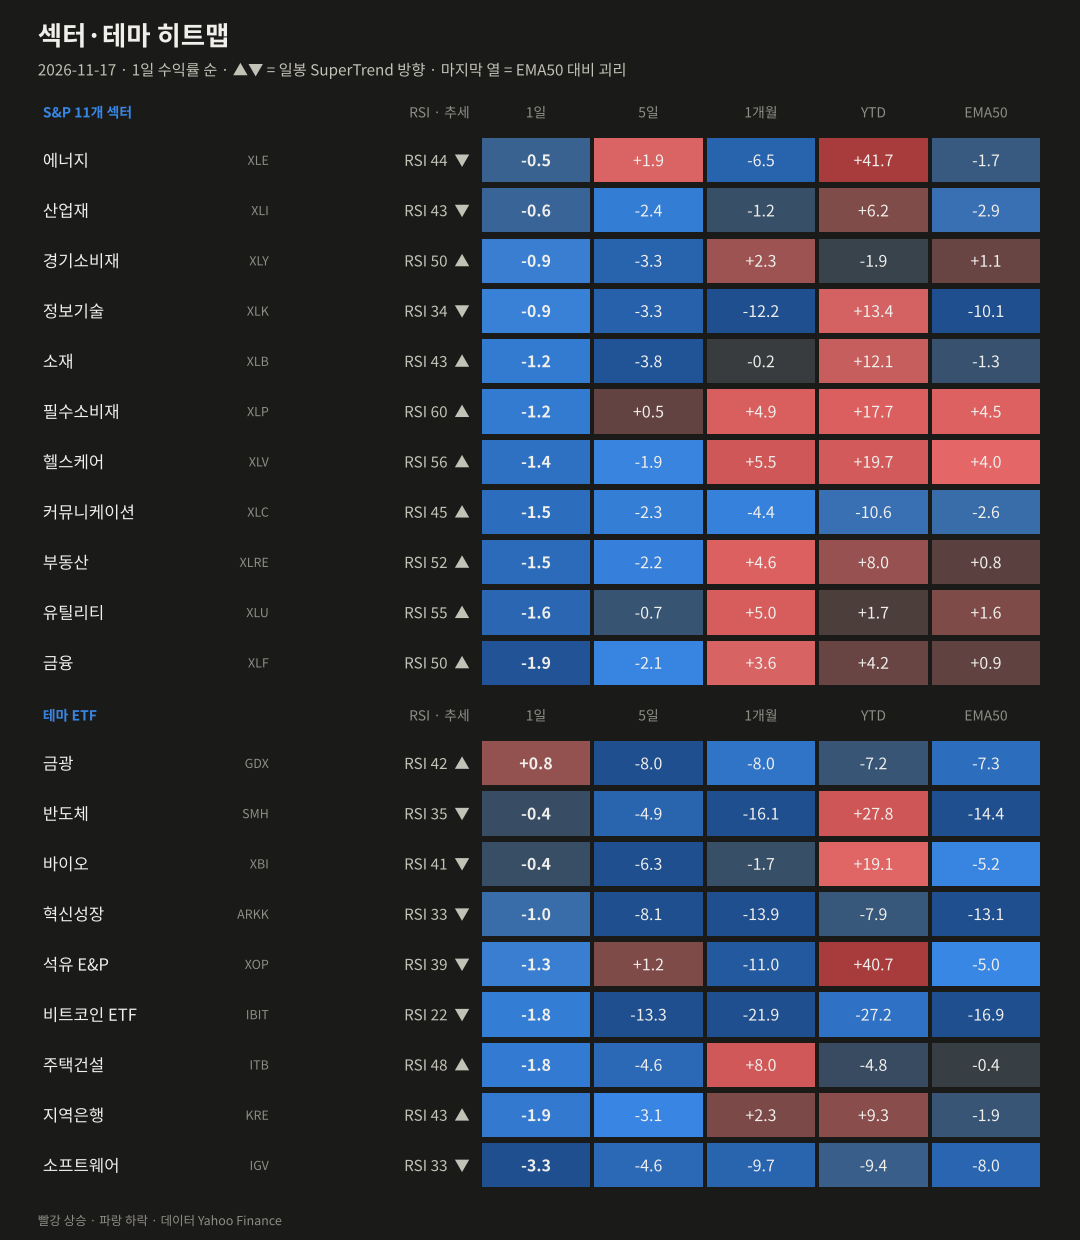 섹터·테마 히트맵
2026-11-17 · 1일 수익률 순 · ▲▼ = 일봉 SuperTrend 방향 · 마지막 열 = EMA50 대비 괴리
S&P 11개 섹터 RSI · 추세 1일 5일 1개월 YTD EMA50
에너지 XLE RSI 44 ▼ -0.5 +1.9 -6.5 +41.7 -1.7
산업재 XLI RSI 43 ▼ -0.6 -2.4 -1.2 +6.2 -2.9
경기소비재 XLY RSI 50 ▲ -0.9 -3.3 +2.3 -1.9 +1.1
정보기술 XLK RSI 34 ▼ -0.9 -3.3 -12.2 +13.4 -10.1
소재 XLB RSI 43 ▲ -1.2 -3.8 -0.2 +12.1 -1.3
필수소비재 XLP RSI 60 ▲ -1.2 +0.5 +4.9 +17.7 +4.5
헬스케어 XLV RSI 56 ▲ -1.4 -1.9 +5.5 +19.7 +4.0
커뮤니케이션 XLC RSI 45 ▲ -1.5 -2.3 -4.4 -10.6 -2.6
부동산 XLRE RSI 52 ▲ -1.5 -2.2 +4.6 +8.0 +0.8
유틸리티 XLU RSI 55 ▲ -1.6 -0.7 +5.0 +1.7 +1.6
금융 XLF RSI 50 ▲ -1.9 -2.1 +3.6 +4.2 +0.9
테마 ETF RSI · 추세 1일 5일 1개월 YTD EMA50
금광 GDX RSI 42 ▲ +0.8 -8.0 -8.0 -7.2 -7.3
반도체 SMH RSI 35 ▼ -0.4 -4.9 -16.1 +27.8 -14.4
바이오 XBI RSI 41 ▼ -0.4 -6.3 -1.7 +19.1 -5.2
혁신성장 ARKK RSI 33 ▼ -1.0 -8.1 -13.9 -7.9 -13.1
석유 E&P XOP RSI 39 ▼ -1.3 +1.2 -11.0 +40.7 -5.0
비트코인 ETF IBIT RSI 22 ▼ -1.8 -13.3 -21.9 -27.2 -16.9
주택건설 ITB RSI 48 ▲ -1.8 -4.6 +8.0 -4.8 -0.4
지역은행 KRE RSI 43 ▲ -1.9 -3.1 +2.3 +9.3 -1.9
소프트웨어 IGV RSI 33 ▼ -3.3 -4.6 -9.7 -9.4 -8.0
빨강 상승 · 파랑 하락 · 데이터 Yahoo Finance